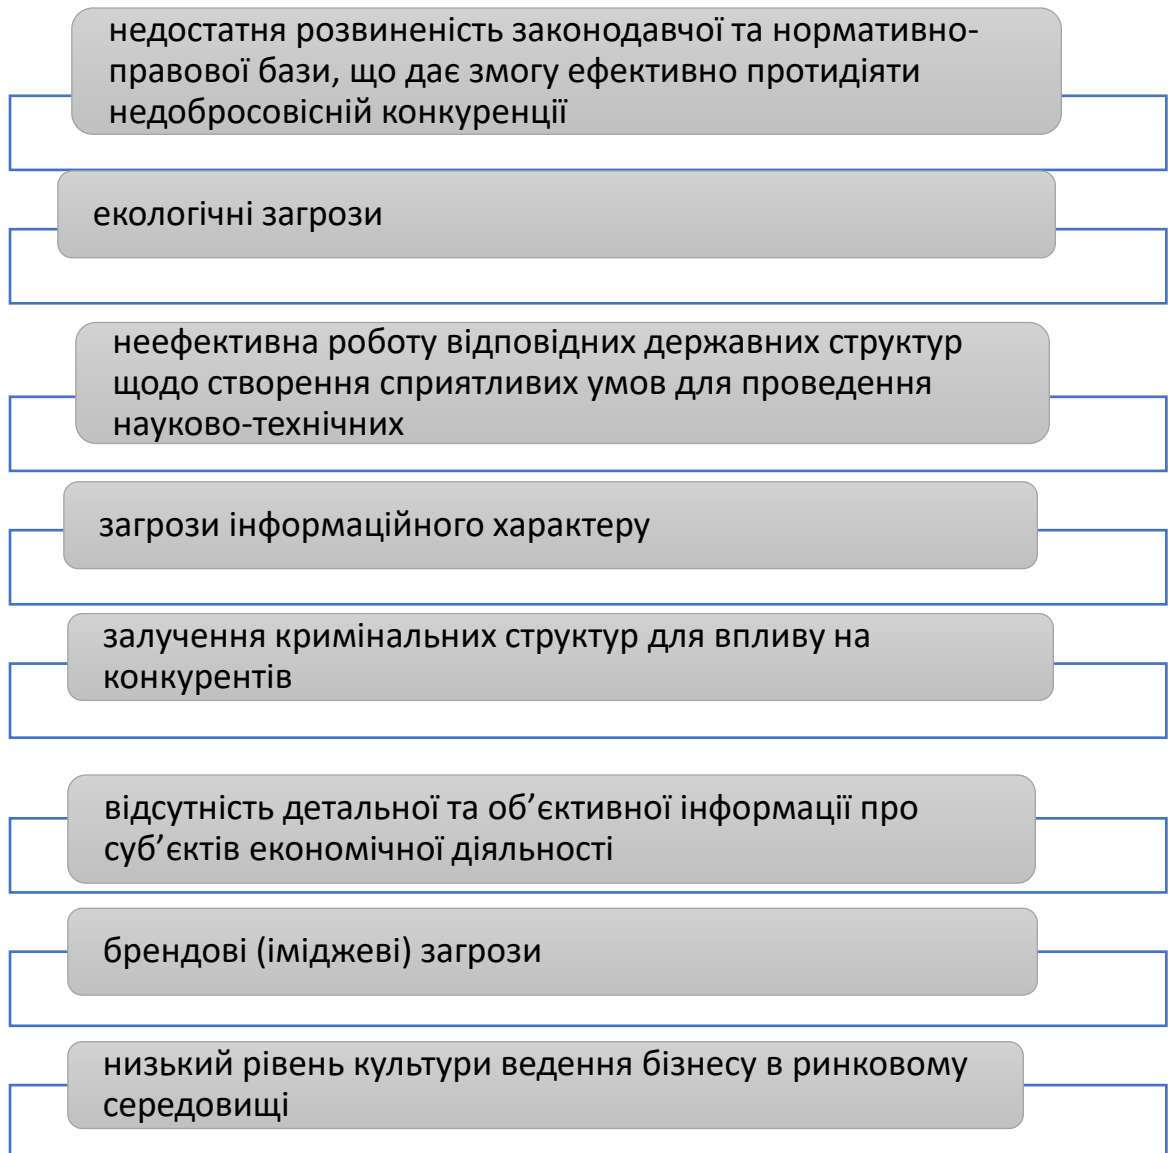 недостатня розвиненість законодавчої та нормативно-
правової бази, що дає змогу ефективно протидіяти
недобросовісній конкуренції
екологічні загрози
неефективна роботу відповідних державних структур
щодо створення сприятливих умов для проведення
науково-технічних
загрози інформаційного характеру
залучення кримінальних структур для впливу на
конкурентів
відсутність детальної та об’єктивної інформації про
суб’єктів економічної діяльності
брендові (іміджеві) загрози
низький рівень культури ведення бізнесу в ринковому
середовищі